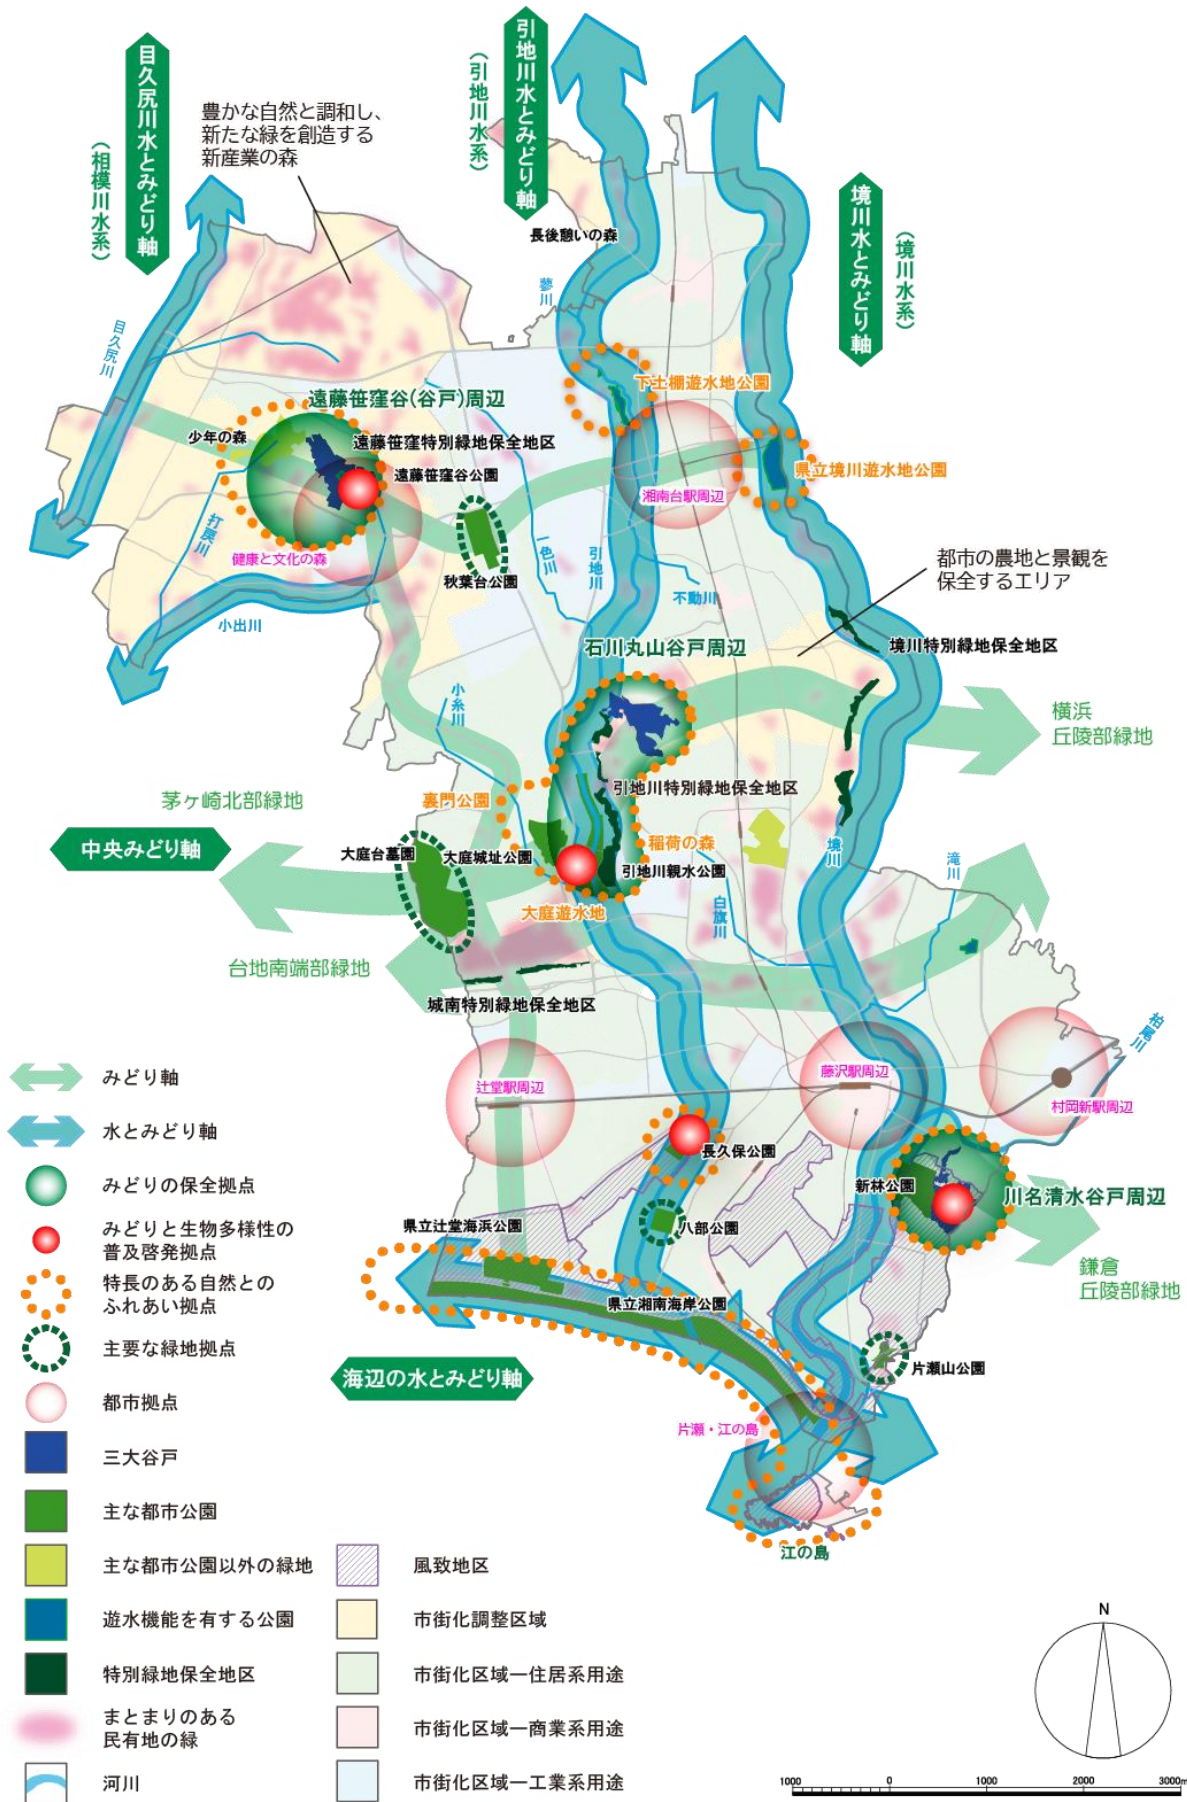 目久尻川水とみどり軸
（相模川水系）
引地川水とみどり軸
（引地川水系）
境川水とみどり軸
（境川水系）
豊かな自然と調和し、
新たな緑を創造する
新産業の森
長後憩いの森
蓼川
目久尻川
遠藤笹窪谷(谷戸)周辺
下土棚遊水地公園
少年の森
遠藤笹窪特別緑地保全地区
遠藤笹窪谷公園
県立境川遊水地公園
湘南台駅周辺
打戻川
健康と文化の森
一色川
引地川
秋葉台公園
都市の農地と景観を
保全するエリア
不動川
小出川
石川丸山谷戸周辺
境川特別緑地保全地区
小糸川
横浜
丘陵部緑地
引地川特別緑地保全地区
茅ヶ崎北部緑地
裏門公園
中央みどり軸
大庭台墓園
大庭城址公園
稲荷の森
引地川親水公園
境川
滝川
大庭遊水地
白旗川
台地南端部緑地
城南特別緑地保全地区
柏尾川
辻堂駅周辺
藤沢駅周辺
村岡新駅周辺
長久保公園
新林公園
川名清水谷戸周辺
県立辻堂海浜公園
八部公園
鎌倉
丘陵部緑地
県立湘南海岸公園
海辺の水とみどり軸
片瀬山公園
片瀬・江の島
江の島
みどり軸
水とみどり軸
みどりの保全拠点
みどりと生物多様性の
普及啓発拠点
特長のある自然との
ふれあい拠点
主要な緑地拠点
都市拠点
三大谷戸
主な都市公園
主な都市公園以外の緑地
遊水機能を有する公園
特別緑地保全地区
まとまりのある
民有地の緑
河川
風致地区
市街化調整区域
市街化区域―住居系用途
市街化区域―商業系用途
市街化区域―工業系用途
N
1000 0 1000 2000 3000m